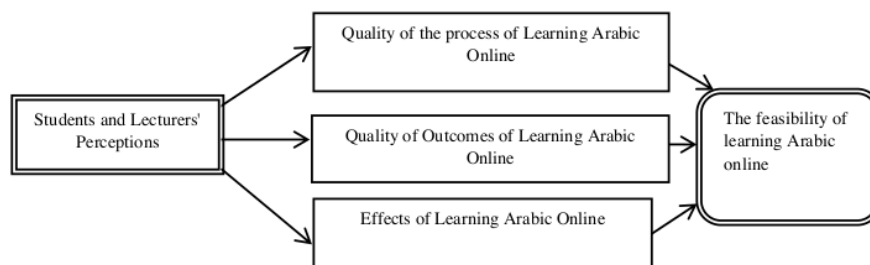 Students and Lecturers'
Perceptions
Quality of the process of Learning Arabic
Online
Quality of Outcomes of Learning Arabic
Online
Effects of Learning Arabic Online
The feasibility of
learning Arabic
online